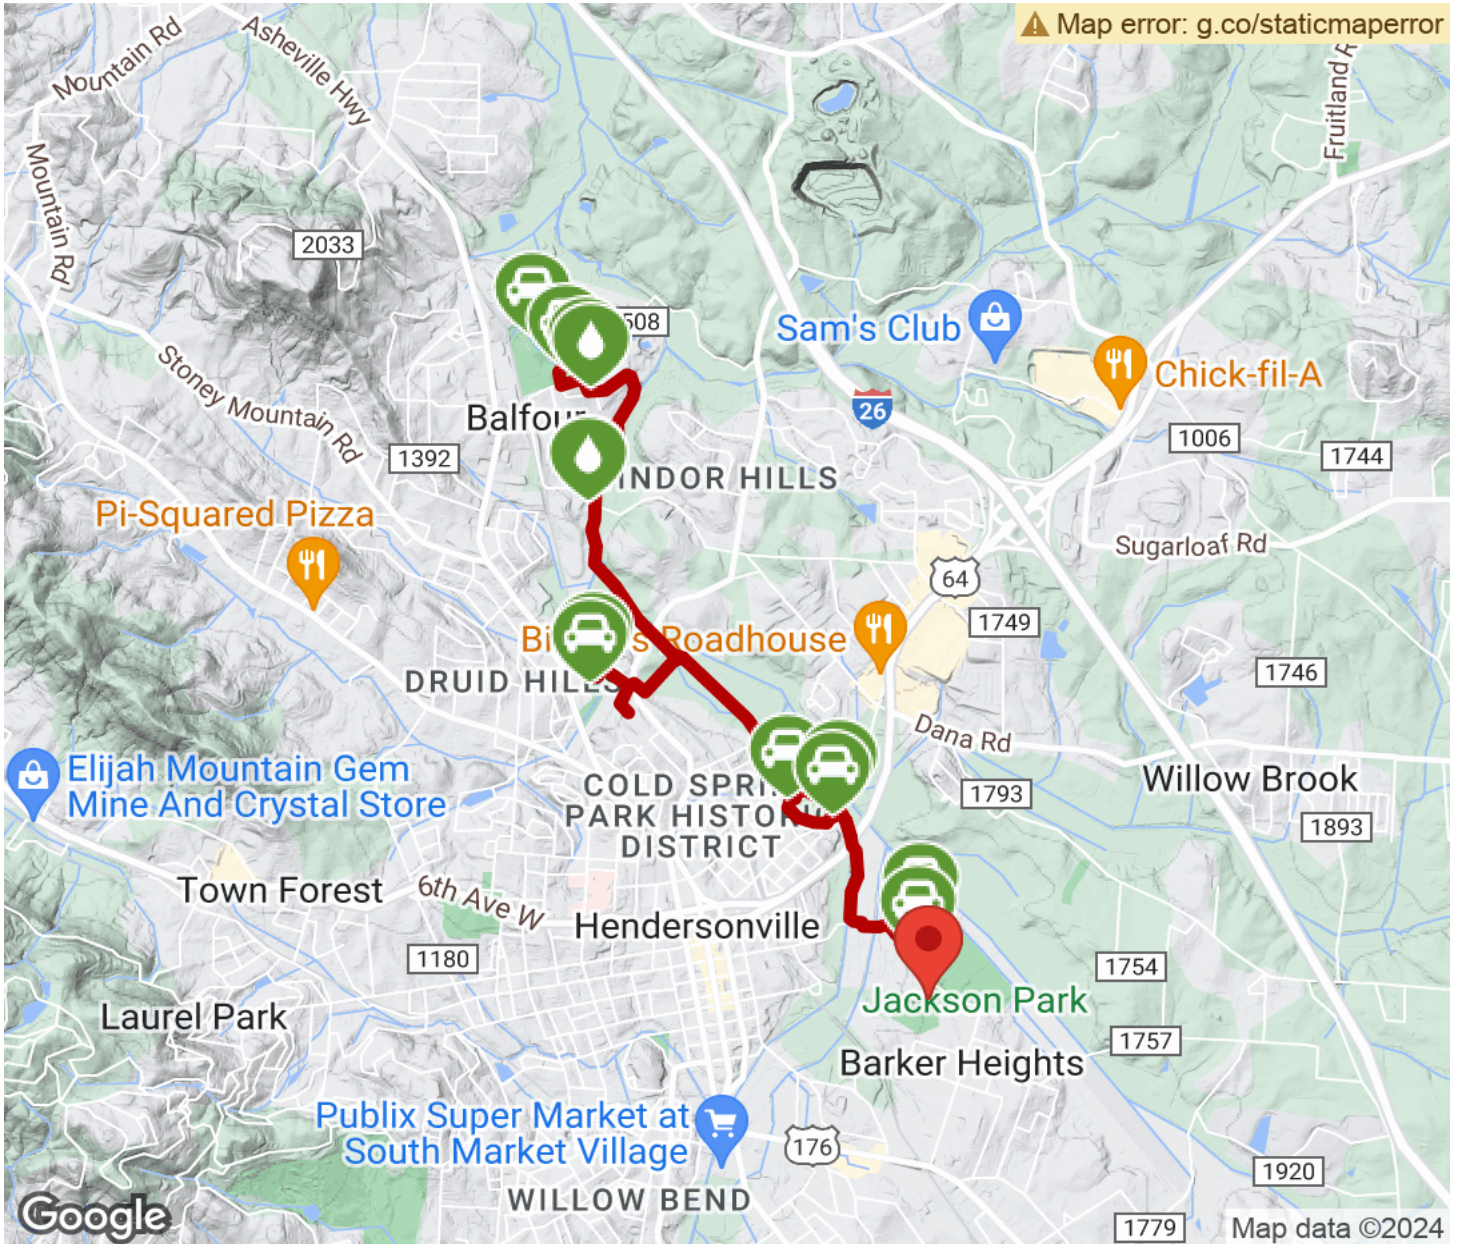 Map error: g.co/staticmaperror
Mountain Rd
Asheville Hwy
Mountain Rd
2033
508
Sam's Club
Chick-fil-A
26
1006
1744
Stoney Mountain Rd
Balfour
1392
INDOR HILLS
Pi-Squared Pizza
Sugarloaf Rd
64
1749
s Roadhouse
DRUID HILLS
1746
Dana Rd
Elijah Mountain Gem
Mine And Crystal Store
COLD SPRIN
PARK HISTORIC
DISTRICT
1793
Willow Brook
1893
Town Forest
6th Ave W
Hendersonville
1180
1754
Jackson Park
Laurel Park
1757
Barker Heights
Publix Super Market at
South Market Village
176
1920
WILLOW BEND
Google
1779
Map data ©2024